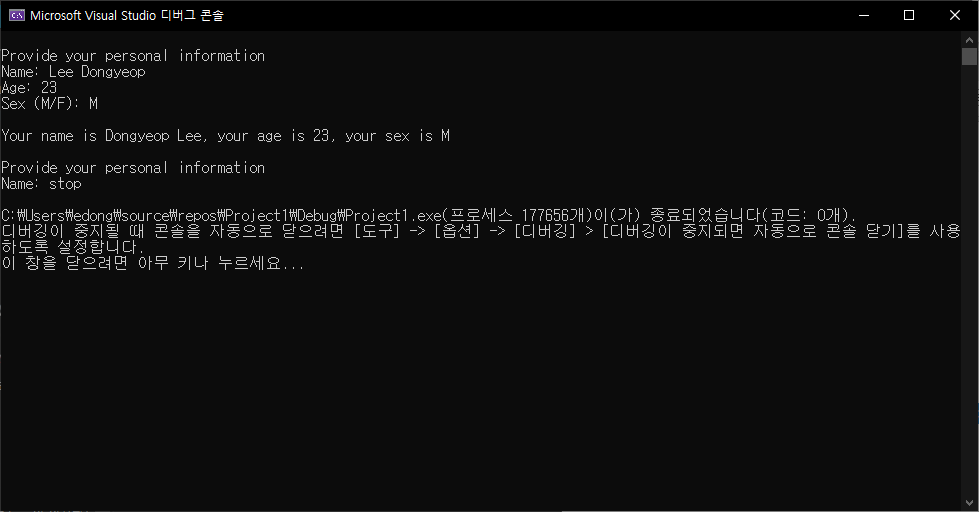 Microsoft Visual Studio 디버그 콘솔
Provide your personal information
Name: Lee Dongyeop
Age: 23
Sex (M/F): M
Your name is Dongyeop Lee, your age is 23, your sex is M
Provide your personal information
Name: stop
C:₩Users₩edong₩source₩repos₩Project1₩Debug₩Project1.exe(프로세스 177656개)이(가) 종료되었습니다(코드: 0개).
디버깅이 중지될 때 콘솔을 자동으로 닫으려면 [도구] -> [옵션] -> [디버깅] > [디버깅이 중지되면 자동으로 콘솔 닫기]를 사용
하도록 설정합니다.
이 창을 닫으려면 아무 키나 누르세요...